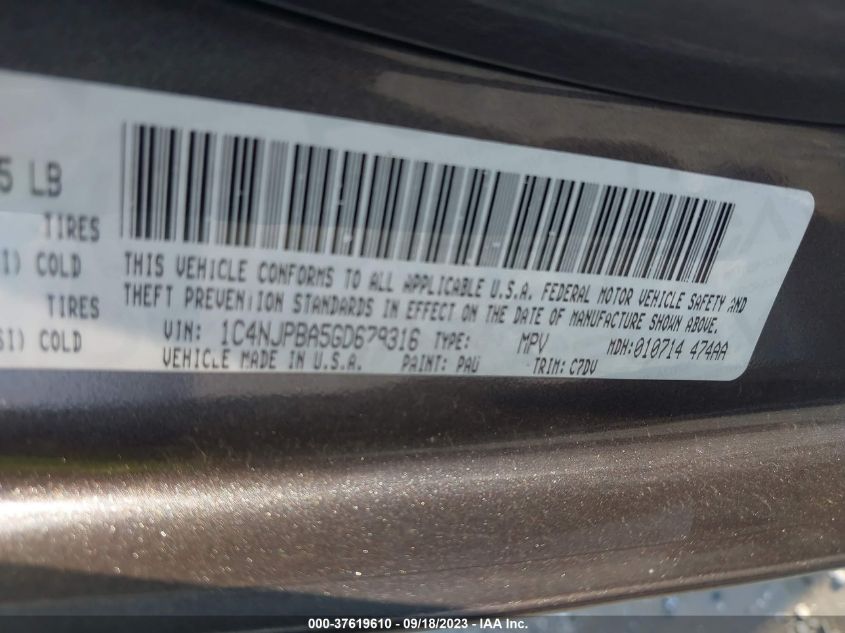 5 LB
TIRES
I) COLD
TIRES
SI) COLD
THIS VEHICLE CONFORMS TO ALL APPLICABLE U.S.A. FEDERAL MOTOR VEHICLE SAFETY AND
THEFT PREVENTION STANDARDS IN EFFECT ON THE DATE OF MANUFACTURE SHOWN ABOVE.
VIN: 1C4NJPBA5GD679316 TYPE: MPV MDH:010714 474AA
VEHICLE MADE IN U.S.A. PAINT: PAU TRIM: C7DV
000-37619610 - 09/18/2023 - IAA Inc.